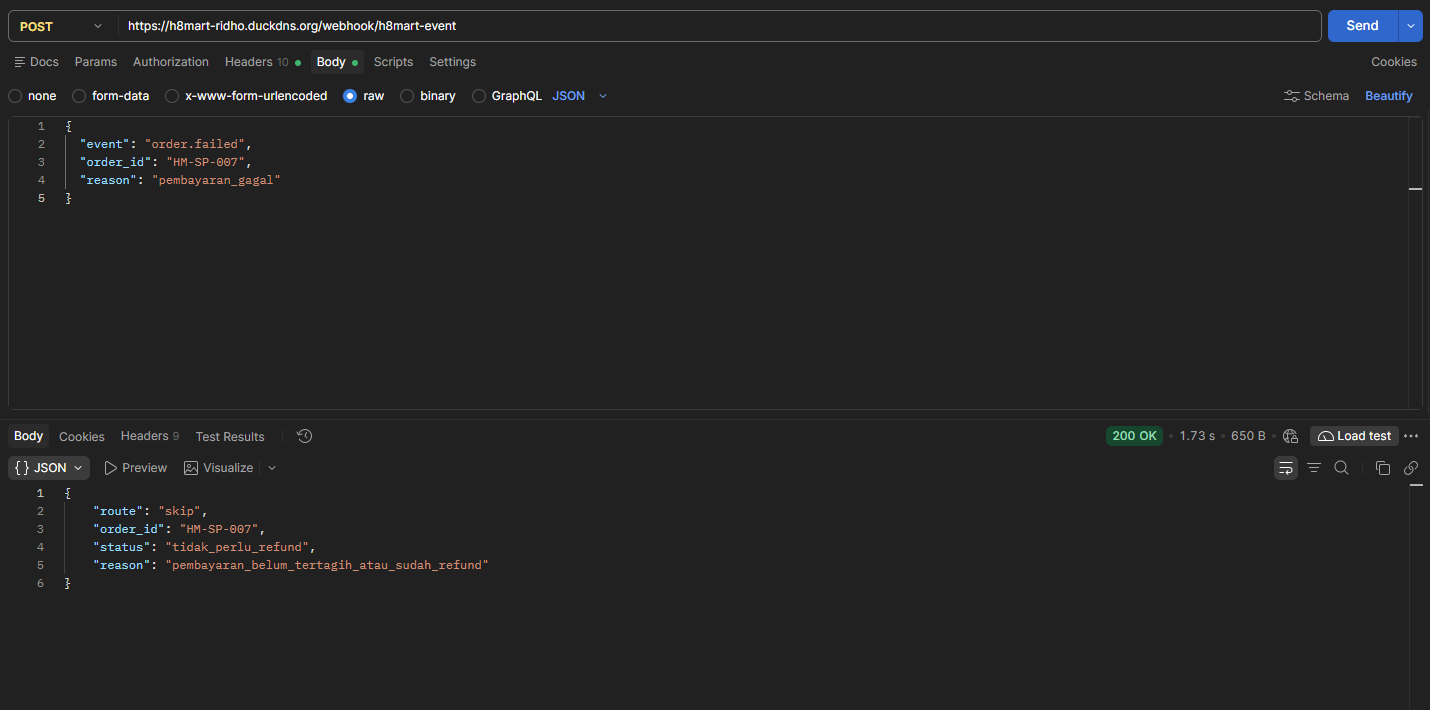 POST https://h8mart-ridho.duckdns.org/webhook/h8mart-event Send
Docs Params Authorization Headers 10 Body Scripts Settings Cookies
none form-data x-www-form-urlencoded raw binary GraphQL JSON Schema Beautify
1 {
2 "event": "order.failed",
3 "order_id": "HM-SP-007",
4 "reason": "pembayaran_gagal"
5 }
Body Cookies Headers 9 Test Results 200 OK • 1.73 s • 650 B • Load test
{} JSON Preview Visualize
1 {
2 "route": "skip",
3 "order_id": "HM-SP-007",
4 "status": "tidak_perlu_refund",
5 "reason": "pembayaran_belum_tertagih_atau_sudah_refund"
6 }